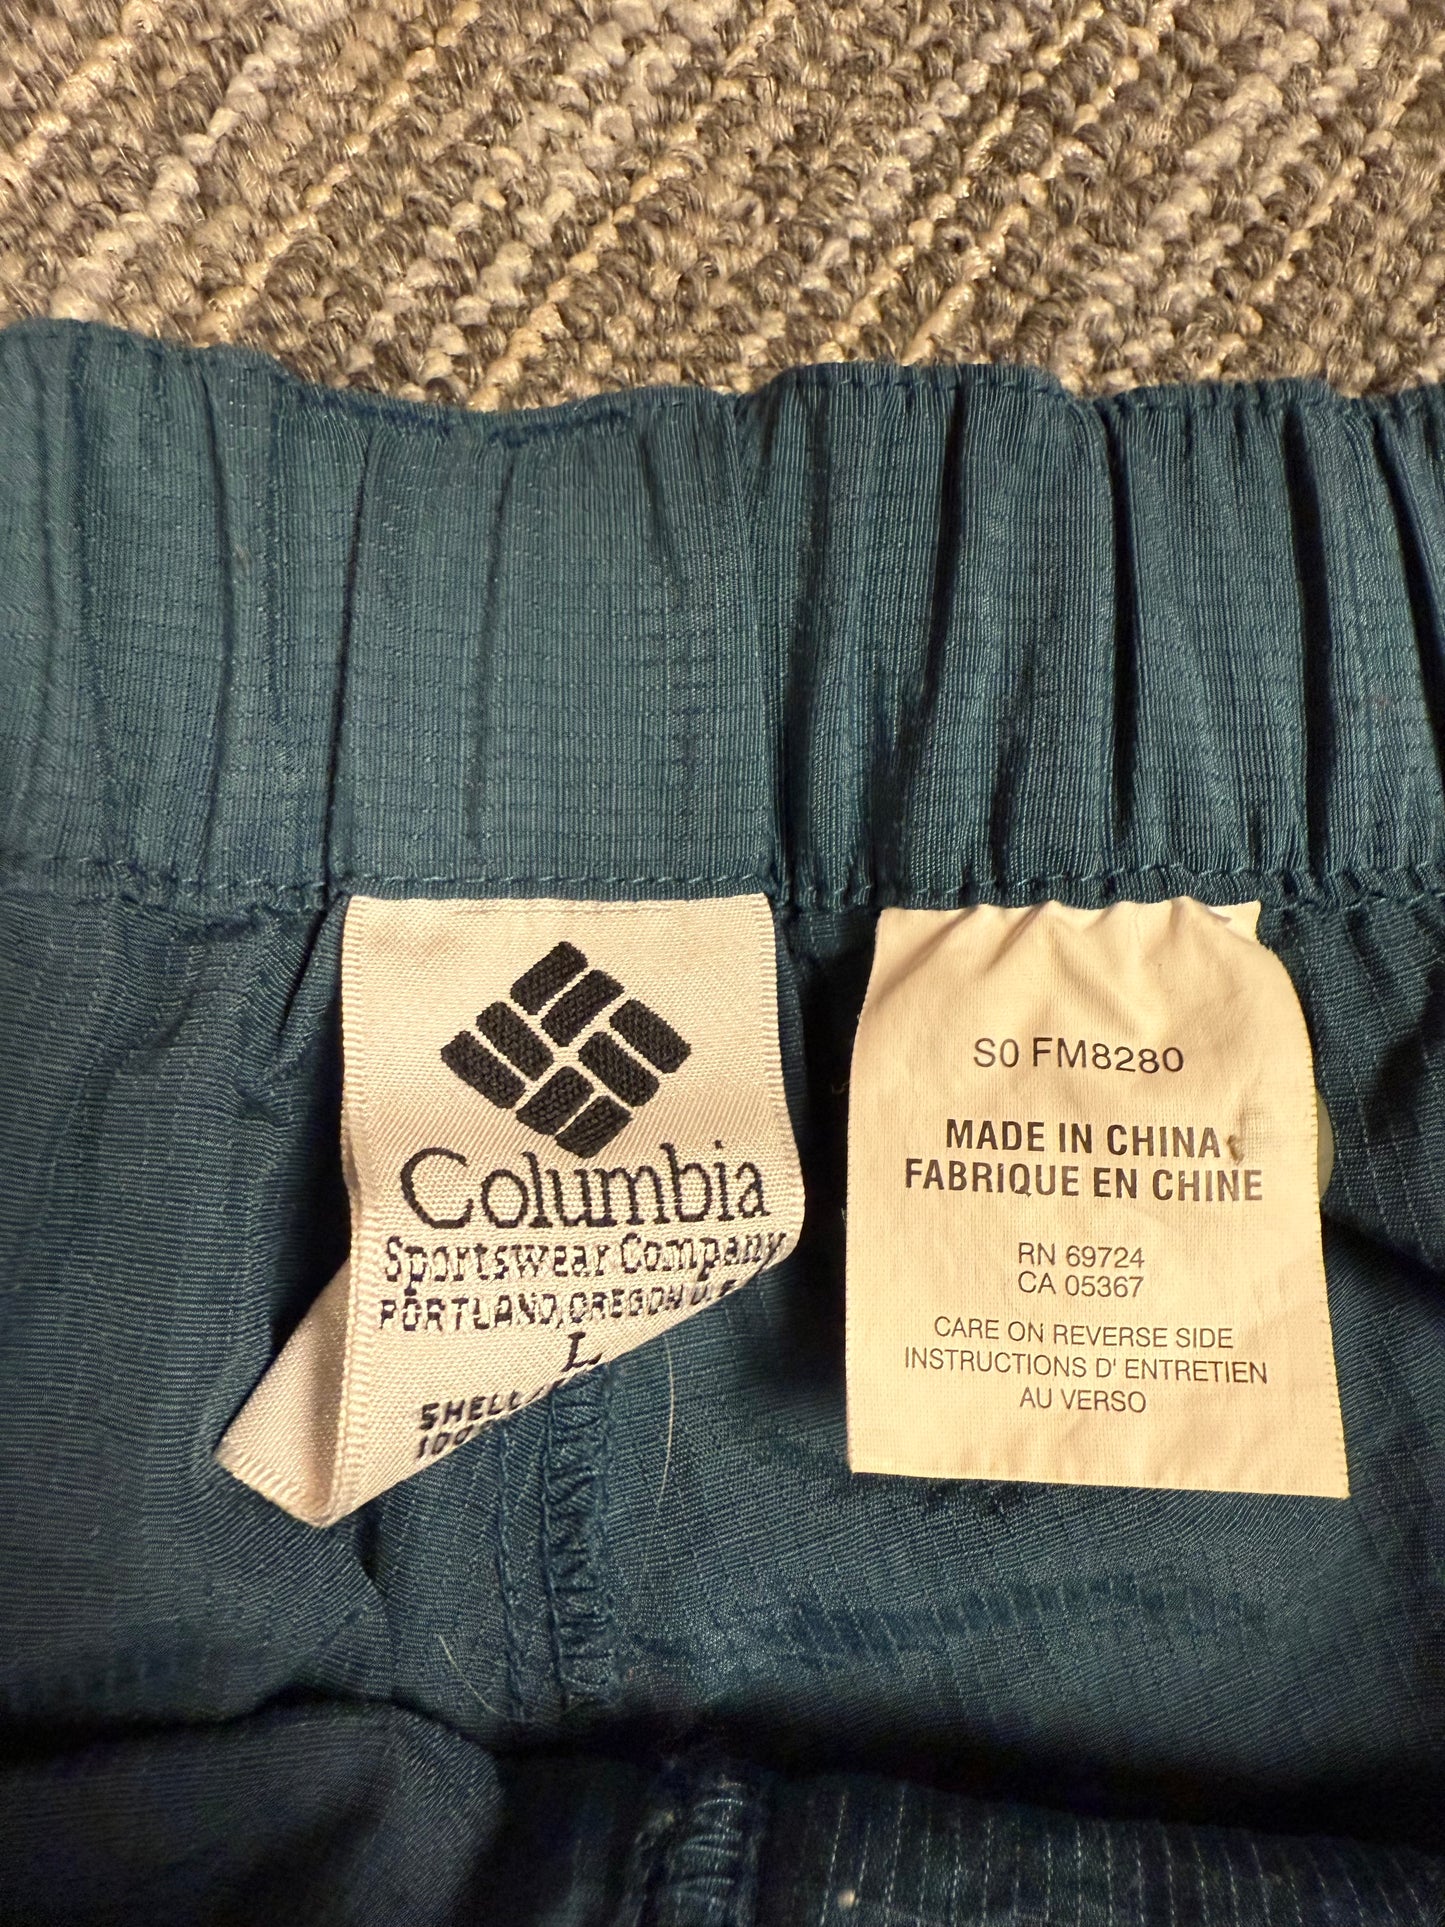 Columbia
Sportswear Company
PORTLAND, OREGON
L
SHELL
S0 FM8280
MADE IN CHINA
FABRIQUE EN CHINE
RN 69724
CA 05367
CARE ON REVERSE SIDE
INSTRUCTIONS D' ENTRETIEN
AU VERSO